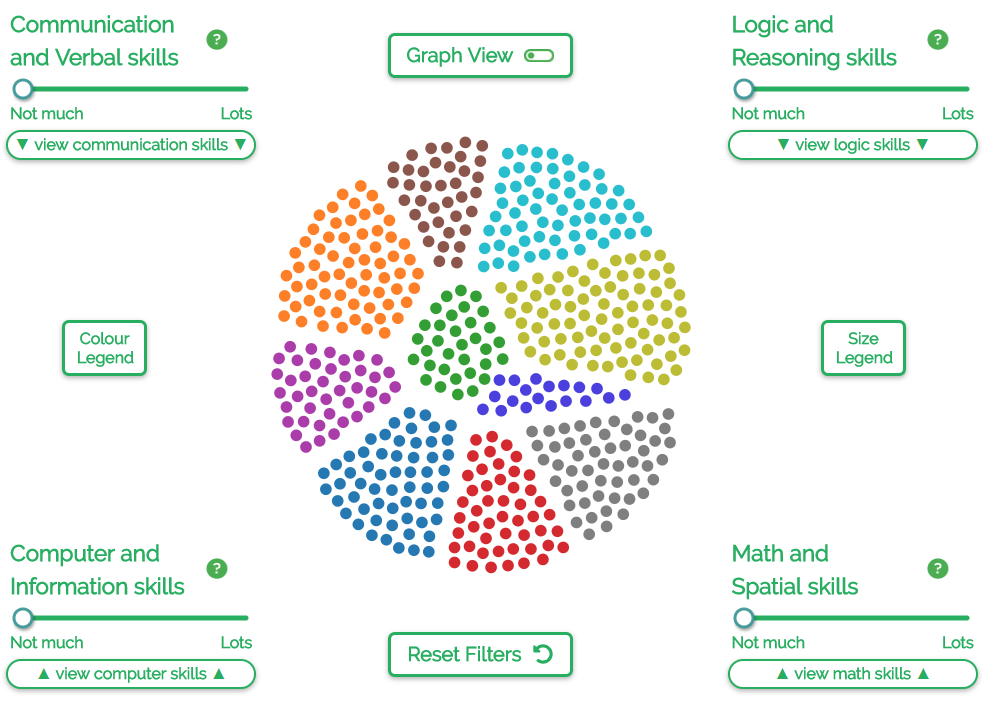 Communication
and Verbal skills
?
Not much
Lots
▼ view communication skills ▼
Graph View
Logic and
Reasoning skills
?
Not much
Lots
▼ view logic skills ▼
Colour
Legend
Size
Legend
Computer and
Information skills
?
Not much
Lots
▲ view computer skills ▲
Reset Filters
Math and
Spatial skills
?
Not much
Lots
▲ view math skills ▲